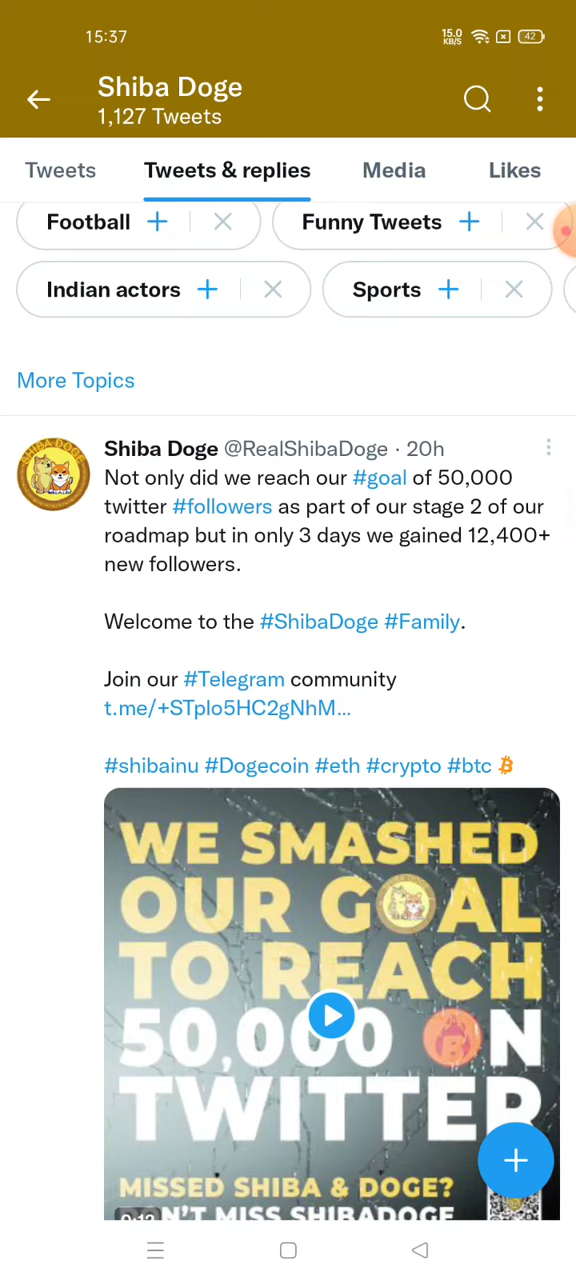 15:37
15.0
KB/S
42
Shiba Doge
1,127 Tweets
Tweets
Tweets & replies
Media
Likes
Football
Funny Tweets
Indian actors
Sports
More Topics
Shiba Doge @RealShibaDoge · 20h
Not only did we reach our #goal of 50,000
twitter #followers as part of our stage 2 of our
roadmap but in only 3 days we gained 12,400+
new followers.
Welcome to the #ShibaDoge #Family.
Join our #Telegram community
t.me/+STplo5HC2gNhM...
#shibainu #Dogecoin #eth #crypto #btc
SHIBA DOGE
WE SMASHED
OUR GOAL
TO REACH
50,000 ON
TWITTER
MISSED SHIBA & DOGE?
N'T MISS SHIBADOGE